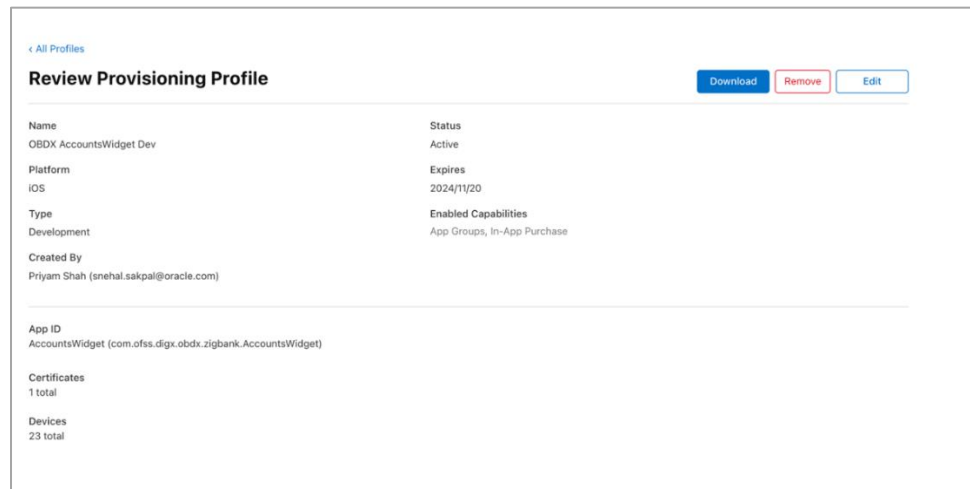 ‹ All Profiles
Review Provisioning Profile
Download
Remove
Edit
Name
OBDX AccountsWidget Dev
Status
Active
Platform
iOS
Expires
2024/11/20
Type
Development
Enabled Capabilities
App Groups, In-App Purchase
Created By
Priyam Shah (snehal.sakpal@oracle.com)
App ID
AccountsWidget (com.ofss.digx.obdx.zigbank.AccountsWidget)
Certificates
1 total
Devices
23 total